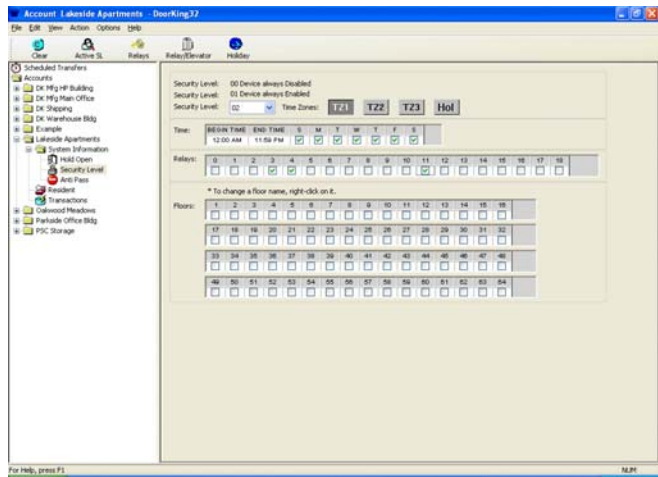 Account Lakeside Apartments - DoorKing32
File Edit View Action Options Help
Clear Active SL Relays Relay/Elevator Holiday
Scheduled Transfers
Accounts
DK Mfg HP Building
DK Mfg Main Office
DK Shipping
DK Warehouse Bldg
Example
Lakeside Apartments
System Information
Hold Open
Security Level
Anti Pass
Resident
Transactions
Oakwood Meadows
Parkside Office Bldg
PSC Storage
Security Level: 00 Device always Disabled
Security Level: 01 Device always Enabled
Security Level: 02 Time Zones: TZ1 TZ2 TZ3 Hol
Time: BEGIN TIME END TIME S M T W T F S
12:00 AM 11:59 PM
Relays: 0 1 2 3 4 5 6 7 8 9 10 11 12 13 14 15 16 17 18
* To change a floor name, right-click on it.
Floors: 1 2 3 4 5 6 7 8 9 10 11 12 13 14 15 16
17 18 19 20 21 22 23 24 25 26 27 28 29 30 31 32
33 34 35 36 37 38 39 40 41 42 43 44 45 46 47 48
49 50 51 52 53 54 55 56 57 58 59 60 61 62 63 64
For Help, press F1
NUM